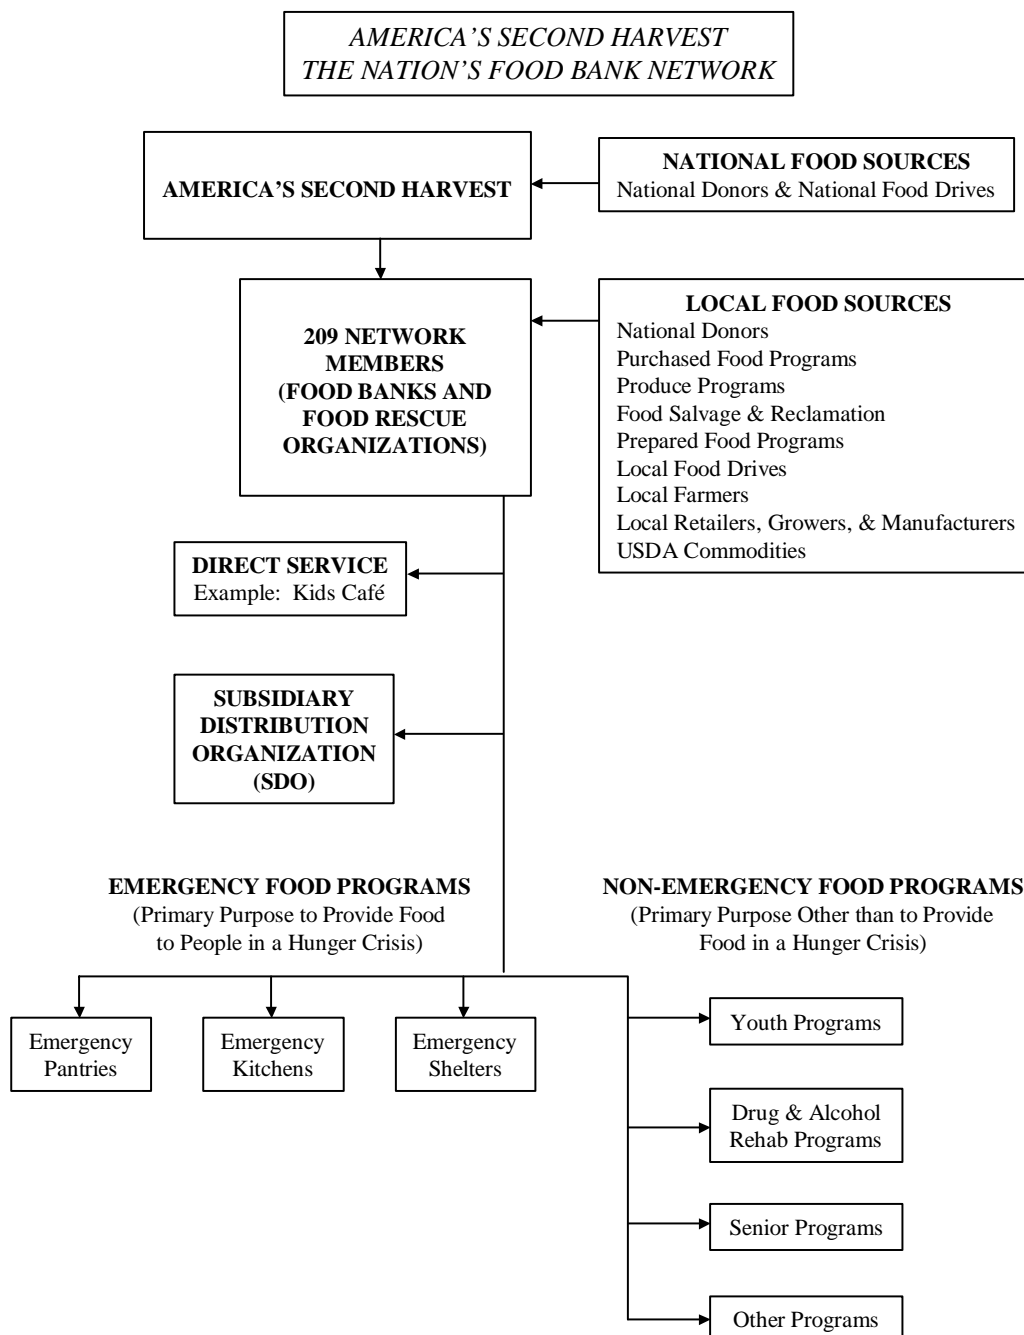 AMERICA’S SECOND HARVEST
THE NATION’S FOOD BANK NETWORK
AMERICA’S SECOND HARVEST
NATIONAL FOOD SOURCES
National Donors & National Food Drives
209 NETWORK
MEMBERS
(FOOD BANKS AND
FOOD RESCUE
ORGANIZATIONS)
LOCAL FOOD SOURCES
National Donors
Purchased Food Programs
Produce Programs
Food Salvage & Reclamation
Prepared Food Programs
Local Food Drives
Local Farmers
Local Retailers, Growers, & Manufacturers
USDA Commodities
DIRECT SERVICE
Example: Kids Café
SUBSIDIARY
DISTRIBUTION
ORGANIZATION
(SDO)
EMERGENCY FOOD PROGRAMS
(Primary Purpose to Provide Food
to People in a Hunger Crisis)
NON-EMERGENCY FOOD PROGRAMS
(Primary Purpose Other than to Provide
Food in a Hunger Crisis)
Emergency
Pantries
Emergency
Kitchens
Emergency
Shelters
Youth Programs
Drug & Alcohol
Rehab Programs
Senior Programs
Other Programs